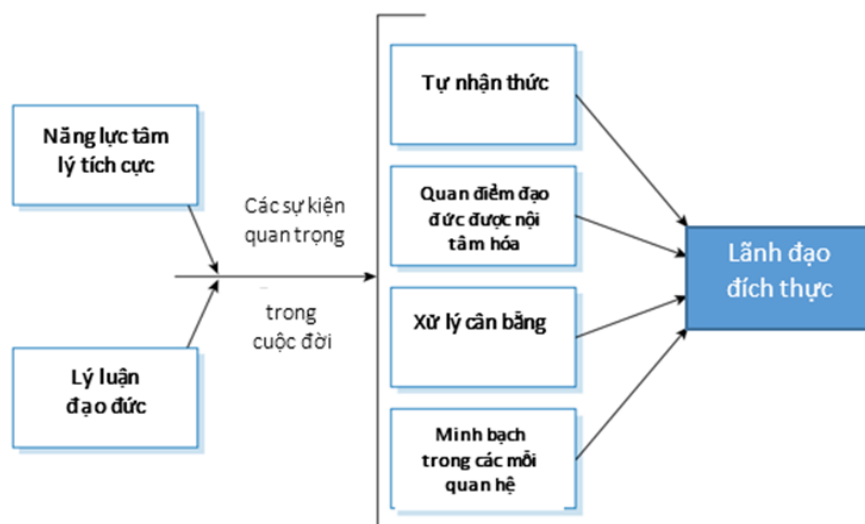 Năng lực tâm
lý tích cực
Lý luận
đạo đức
Các sự kiện
quan trọng
trong
cuộc đời
Tự nhận thức
Quan điểm đạo
đức được nội
tâm hóa
Xử lý cân bằng
Minh bạch
trong các mối
quan hệ
Lãnh đạo
đích thực